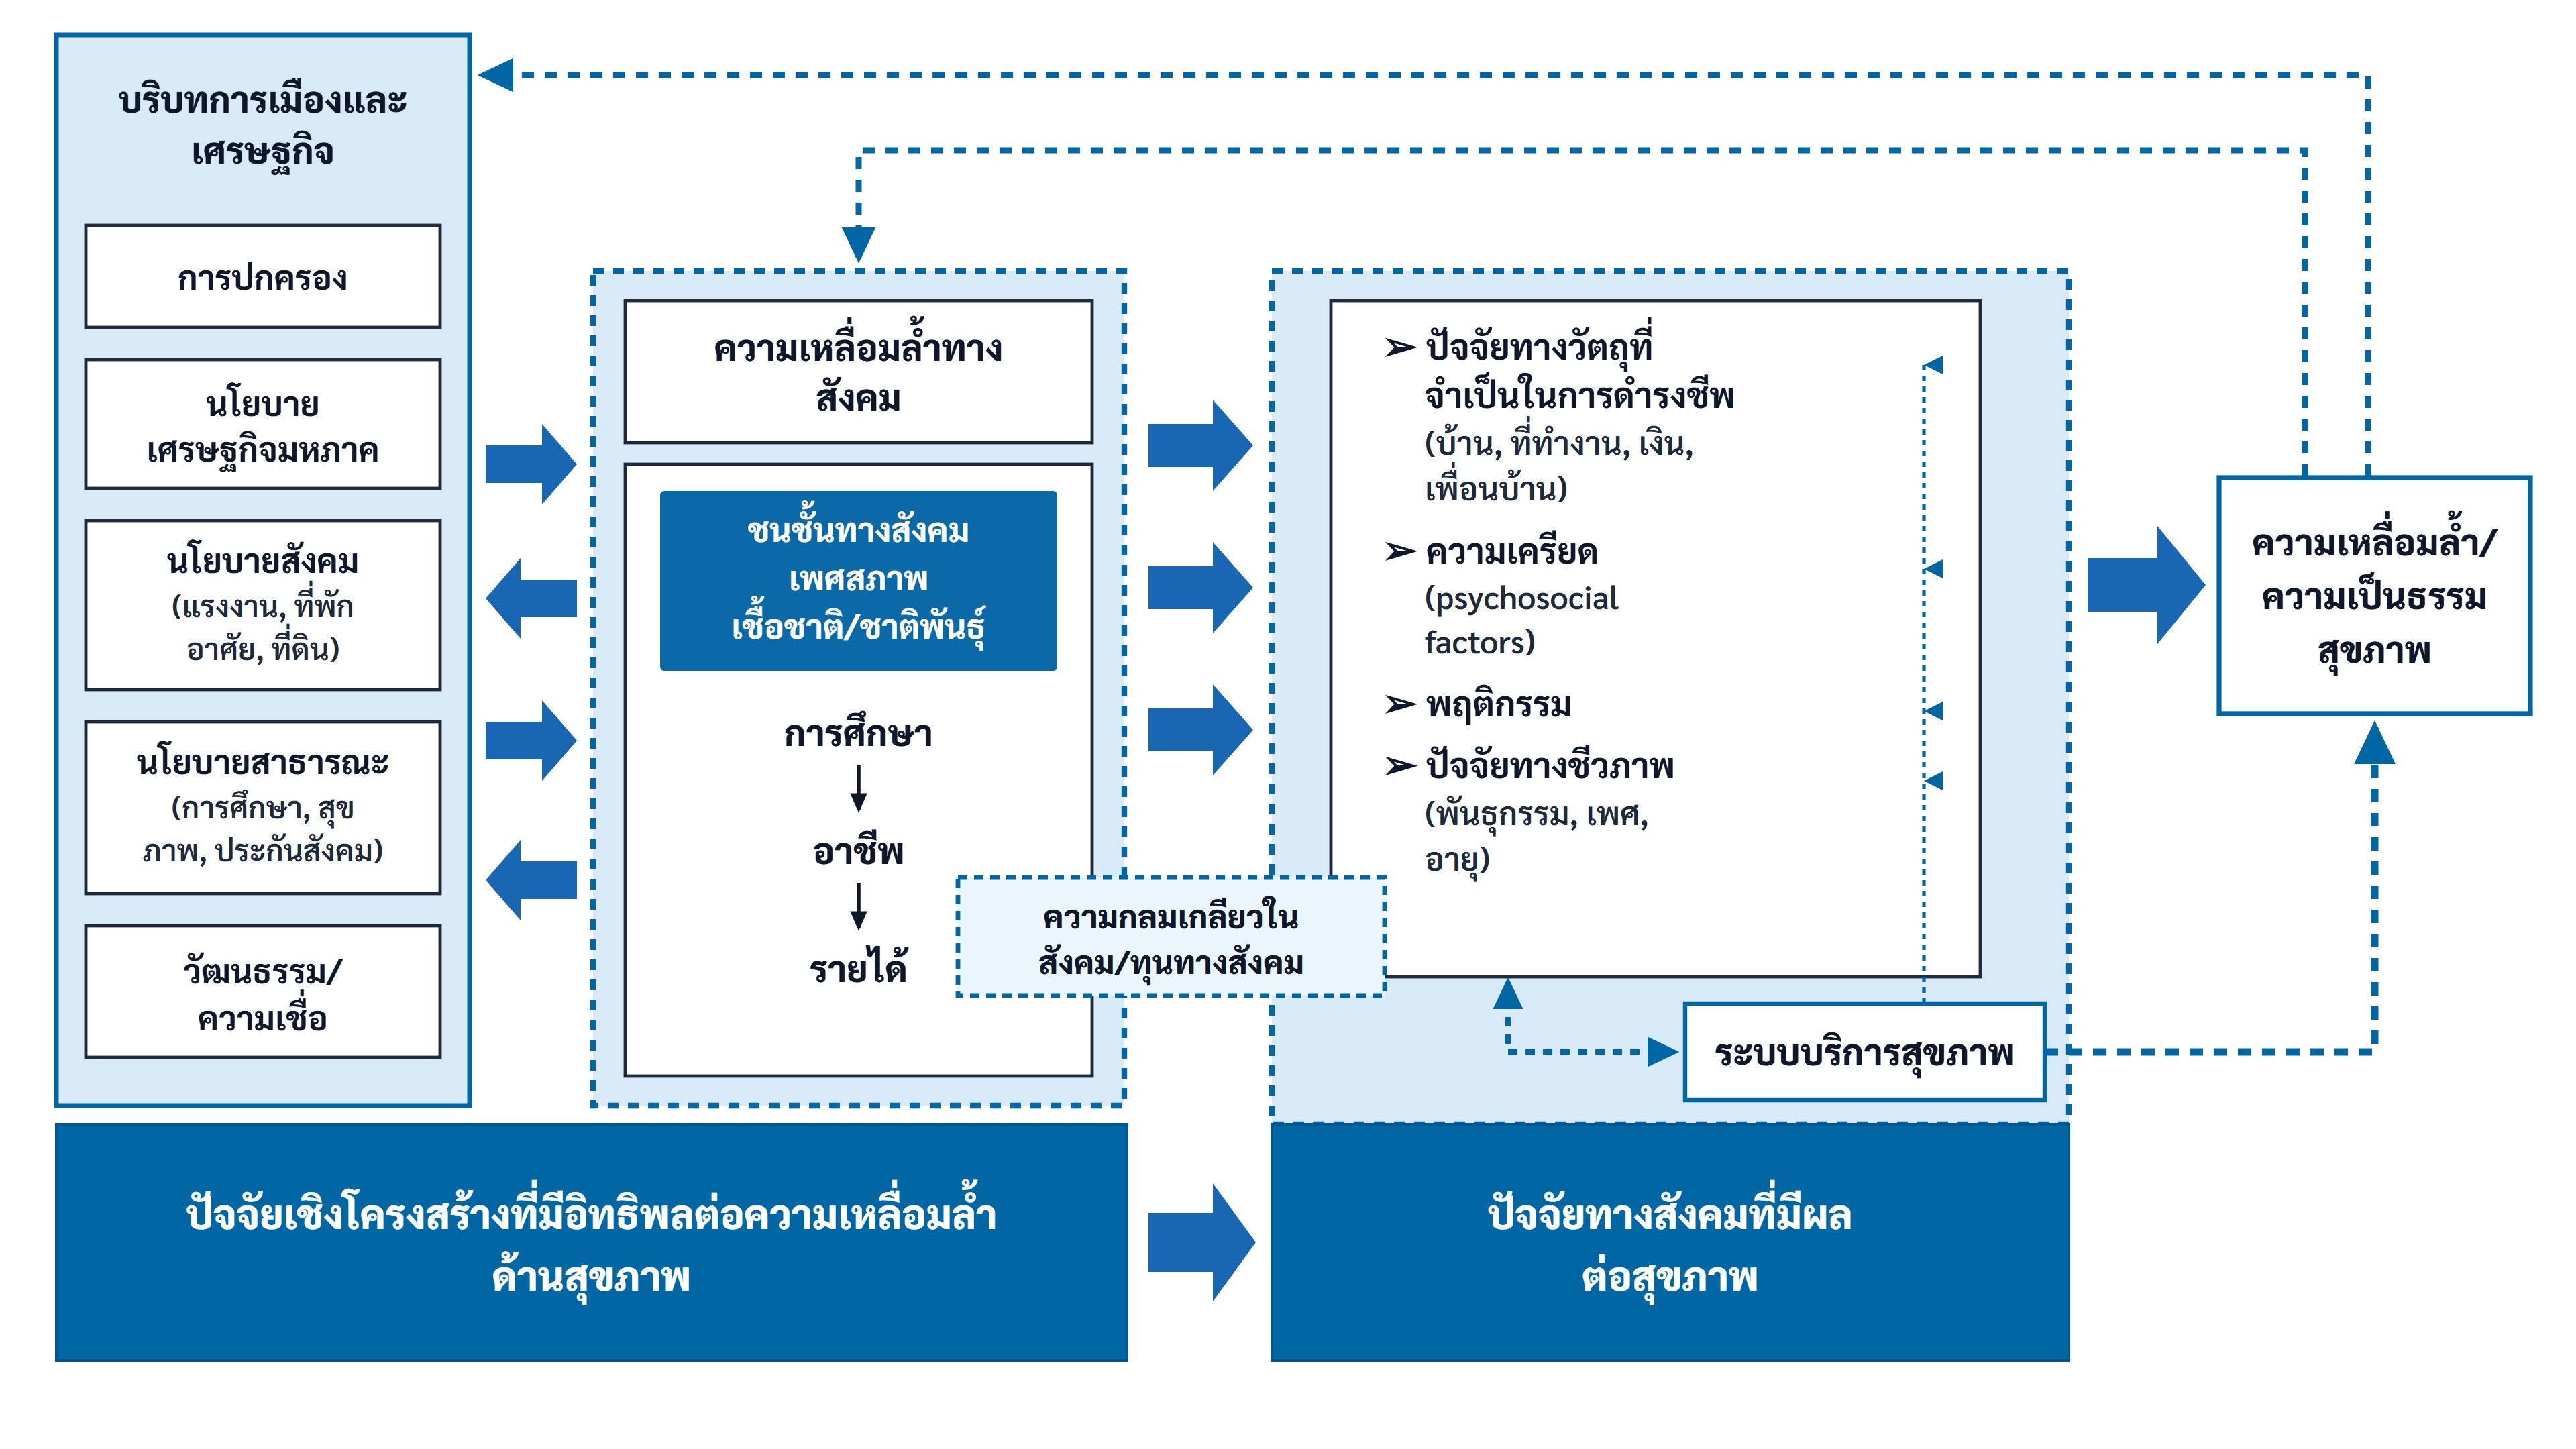 บริบทการเมืองและ
เศรษฐกิจ
การปกครอง
นโยบาย
เศรษฐกิจมหภาค
นโยบายสังคม
(แรงงาน, ที่พัก
อาศัย, ที่ดิน)
นโยบายสาธารณะ
(การศึกษา, สุข
ภาพ, ประกันสังคม)
วัฒนธรรม/
ความเชื่อ
ความเหลื่อมล้ำทาง
สังคม
ชนชั้นทางสังคม
เพศสภาพ
เชื้อชาติ/ชาติพันธุ์
การศึกษา
อาชีพ
รายได้
ความกลมเกลียวใน
สังคม/ทุนทางสังคม
➢ ปัจจัยทางวัตถุที่
จำเป็นในการดำรงชีพ
(บ้าน, ที่ทำงาน, เงิน,
เพื่อนบ้าน)
➢ ความเครียด
(psychosocial
factors)
➢ พฤติกรรม
➢ ปัจจัยทางชีวภาพ
(พันธุกรรม, เพศ,
อายุ)
ระบบบริการสุขภาพ
ความเหลื่อมล้ำ/
ความเป็นธรรม
สุขภาพ
ปัจจัยเชิงโครงสร้างที่มีอิทธิพลต่อความเหลื่อมล้ำ
ด้านสุขภาพ
ปัจจัยทางสังคมที่มีผล
ต่อสุขภาพ